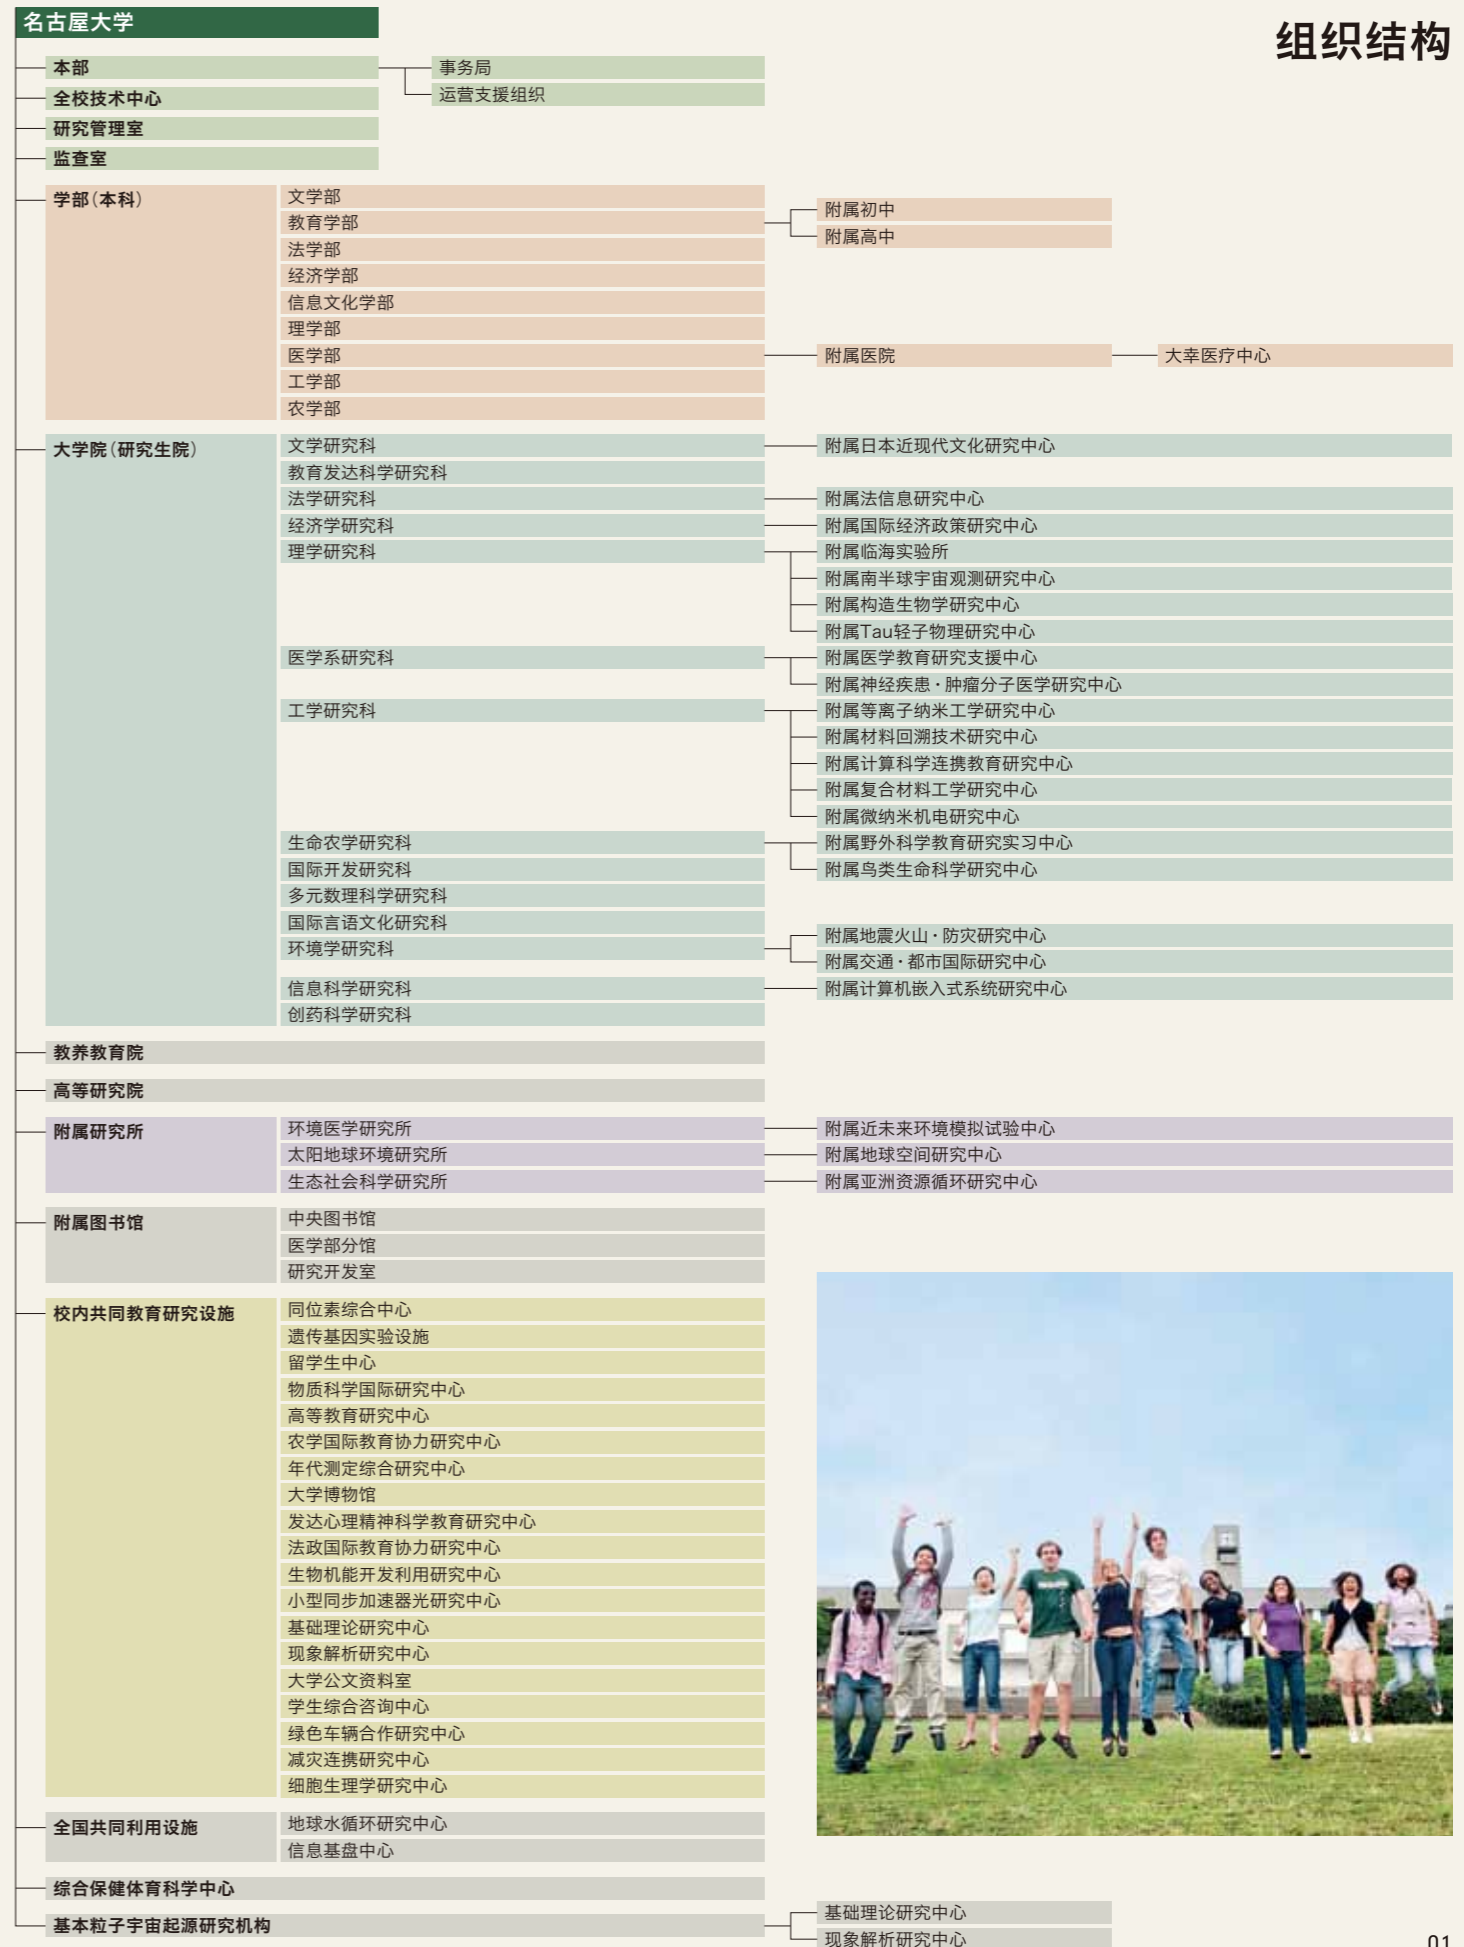 名古屋大学
组织结构
本部
事务局
运营支援组织
全校技术中心
研究管理室
监查室
学部(本科)
文学部
教育学部
附属初中
附属高中
法学部
经济学部
信息文化学部
理学部
医学部
附属医院
大幸医疗中心
工学部
农学部
大学院(研究生院)
文学研究科
附属日本近现代文化研究中心
教育发达科学研究科
法学研究科
附属法信息研究中心
经济学研究科
附属国际经济政策研究中心
理学研究科
附属临海实验所
附属南半球宇宙观测研究中心
附属构造生物学研究中心
附属Tau轻子物理研究中心
医学系研究科
附属医学教育研究支援中心
附属神经疾患·肿瘤分子医学研究中心
工学研究科
附属等离子纳米工学研究中心
附属材料回溯技术研究中心
附属计算科学连携教育研究中心
附属复合材料工学研究中心
附属微纳米机电研究中心
生命农学研究科
附属野外科学教育研究实习中心
附属鸟类生命科学研究中心
国际开发研究科
多元数理科学研究科
国际言语文化研究科
环境学研究科
附属地震火山·防灾研究中心
附属交通·都市国际研究中心
信息科学研究科
附属计算机嵌入式系统研究中心
创药科学研究科
教养教育院
高等研究院
附属研究所
环境医学研究所
附属近未来环境模拟试验中心
太阳地球环境研究所
附属地球空间研究中心
生态社会科学研究所
附属亚洲资源循环研究中心
附属图书馆
中央图书馆
医学部分馆
研究开发室
校内共同教育研究设施
同位素综合中心
遗传基因实验设施
留学生中心
物质科学国际研究中心
高等教育研究中心
农学国际教育协力研究中心
年代测定综合研究中心
大学博物馆
发达心理精神科学教育研究中心
法政国际教育协力研究中心
生物机能开发利用研究中心
小型同步加速器光研究中心
基础理论研究中心
现象解析研究中心
大学公文资料室
学生综合咨询中心
绿色车辆合作研究中心
减灾连携研究中心
细胞生理学研究中心
全国共同利用设施
地球水循环研究中心
信息基盘中心
综合保健体育科学中心
基本粒子宇宙起源研究机构
基础理论研究中心
现象解析研究中心
01